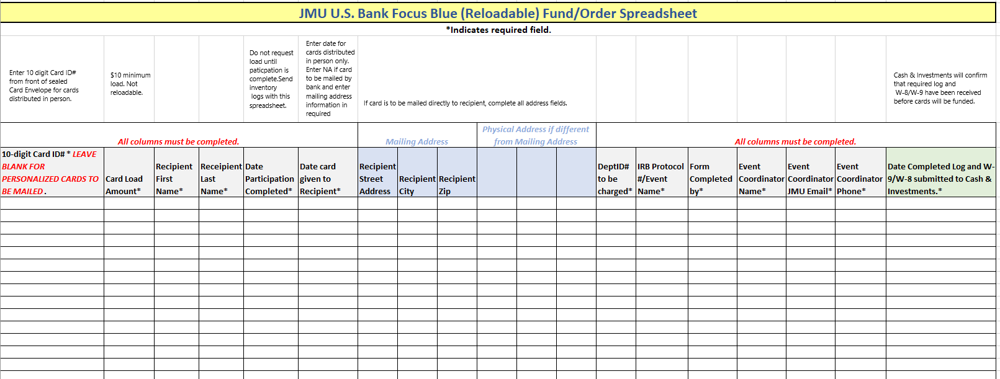 JMU U.S. Bank Focus Blue (Reloadable) Fund/Order Spreadsheet
*Indicates required field.
Enter 10 digit Card ID#
from front of sealed
Card Envelope for cards
distributed in person.
$10 minimum
load. Not
reloadable.
Do not request
load until
paticpation is
complete.Send
inventory
logs with this
spreadsheet.
Enter date for
cards distributed
in person only.
Enter NA if card
to be mailed by
bank and enter
mailing address
information in
required
If card is to be mailed directly to recipient, complete all address fields.
Cash & Investments will confirm
that required log and
W-8/W-9 have been received
before cards will be funded.
All columns must be completed.
Mailing Address
Physical Address if different
from Mailing Address
All columns must be completed.
10-digit Card ID# * LEAVE
BLANK FOR
PERSONALIZED CARDS TO
BE MAILED .
Card Load
Amount*
Recipient
First
Name*
Receipient
Last
Name*
Date
Participation
Completed*
Date card
given to
Recipient*
Recipient
Street
Address
Recipient
City
Recipient
Zip
DeptID#
to be
charged*
IRB Protocol
#/Event
Name*
Form
Completed
by*
Event
Coordinator
Name*
Event
Coordinator
JMU Email*
Event
Coordinator
Phone*
Date Completed Log and W-
9/W-8 submitted to Cash &
Investments.*